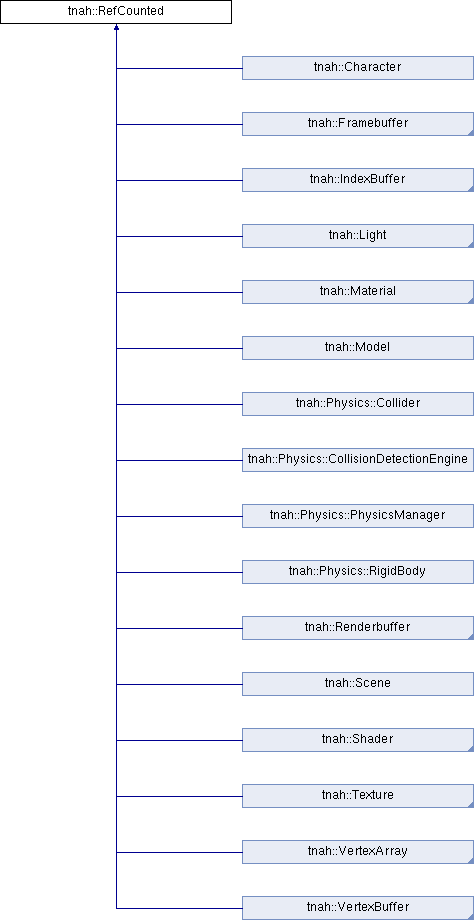 tnah::RefCounted
tnah::Character
tnah::Framebuffer
tnah::IndexBuffer
tnah::Light
tnah::Material
tnah::Model
tnah::Physics::Collider
tnah::Physics::CollisionDetectionEngine
tnah::Physics::PhysicsManager
tnah::Physics::RigidBody
tnah::Renderbuffer
tnah::Scene
tnah::Shader
tnah::Texture
tnah::VertexArray
tnah::VertexBuffer